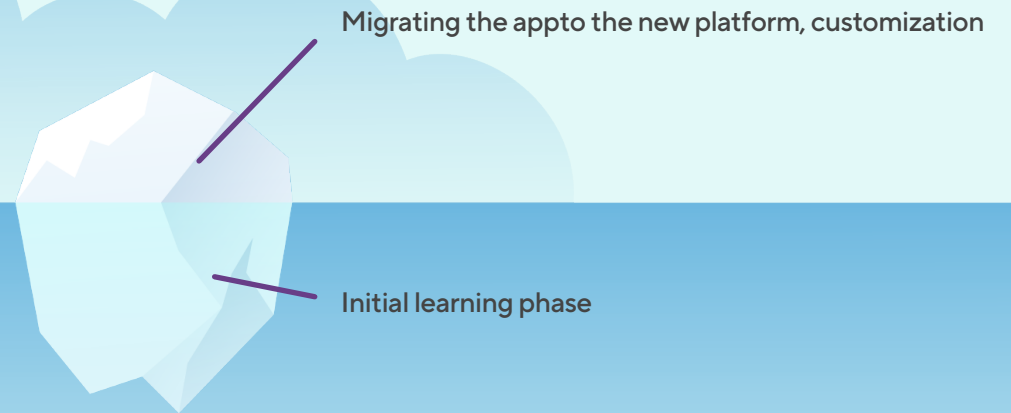 Migrating the appto the new platform, customization
Initial learning phase